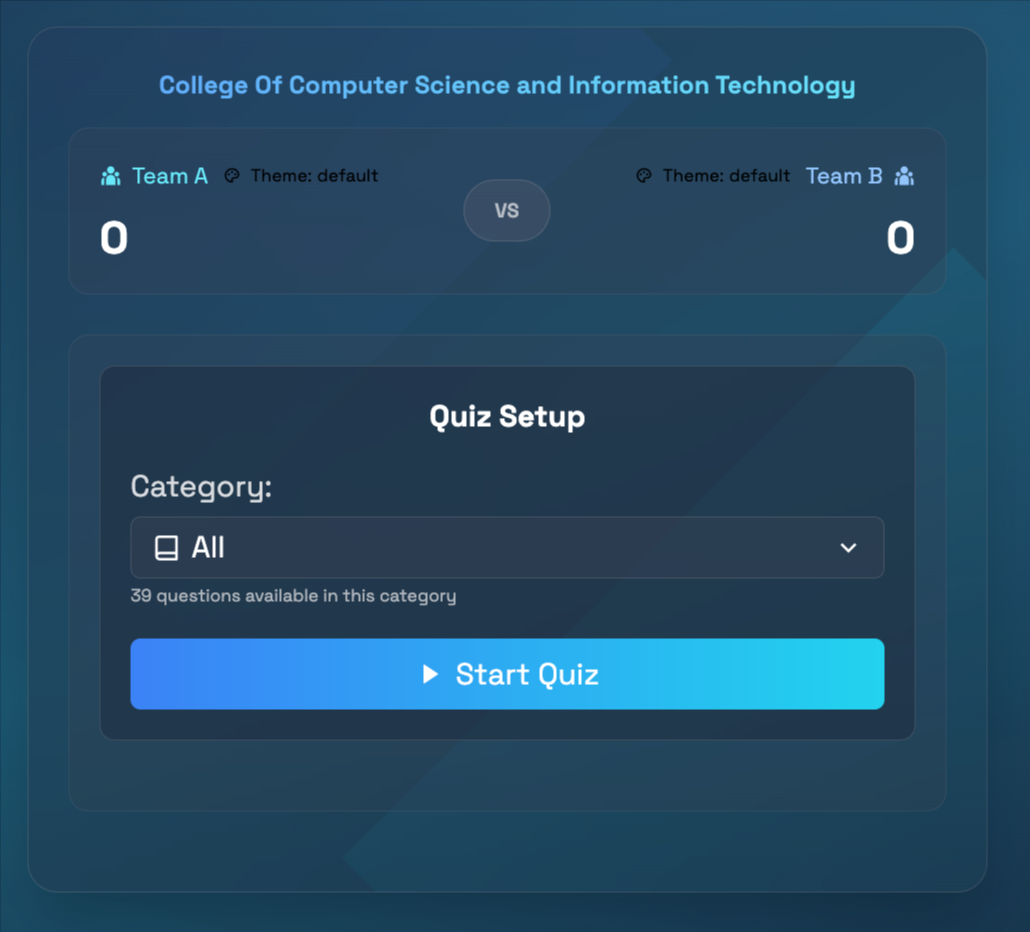 College Of Computer Science and Information Technology
Team A Theme: default
Theme: default Team B
VS
0
0
Quiz Setup
Category:
All
39 questions available in this category
Start Quiz